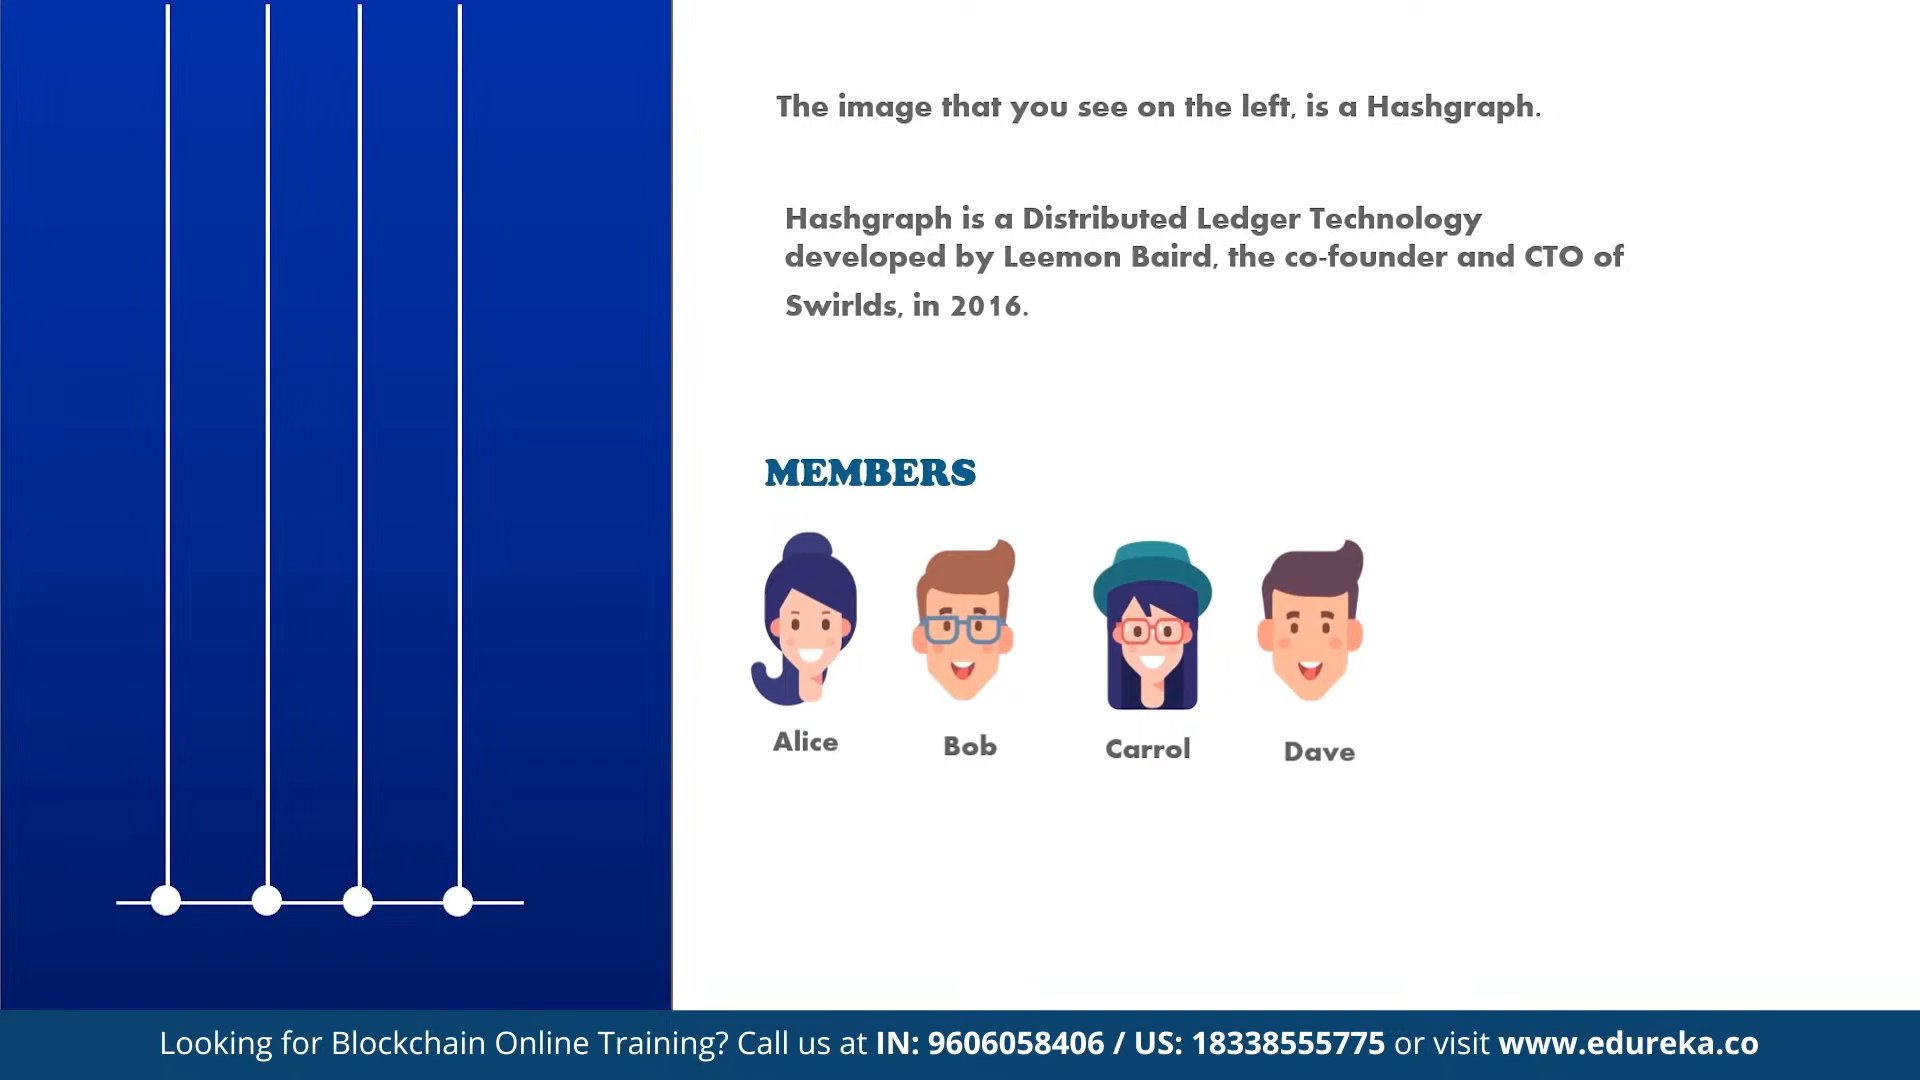 The image that you see on the left, is a Hashgraph.
Hashgraph is a Distributed Ledger Technology
developed by Leemon Baird, the co-founder and CTO of
Swirlds, in 2016.
MEMBERS
Alice
Bob
Carrol
Dave
Looking for Blockchain Online Training? Call us at IN: 9606058406 / US: 18338555775 or visit www.edureka.co